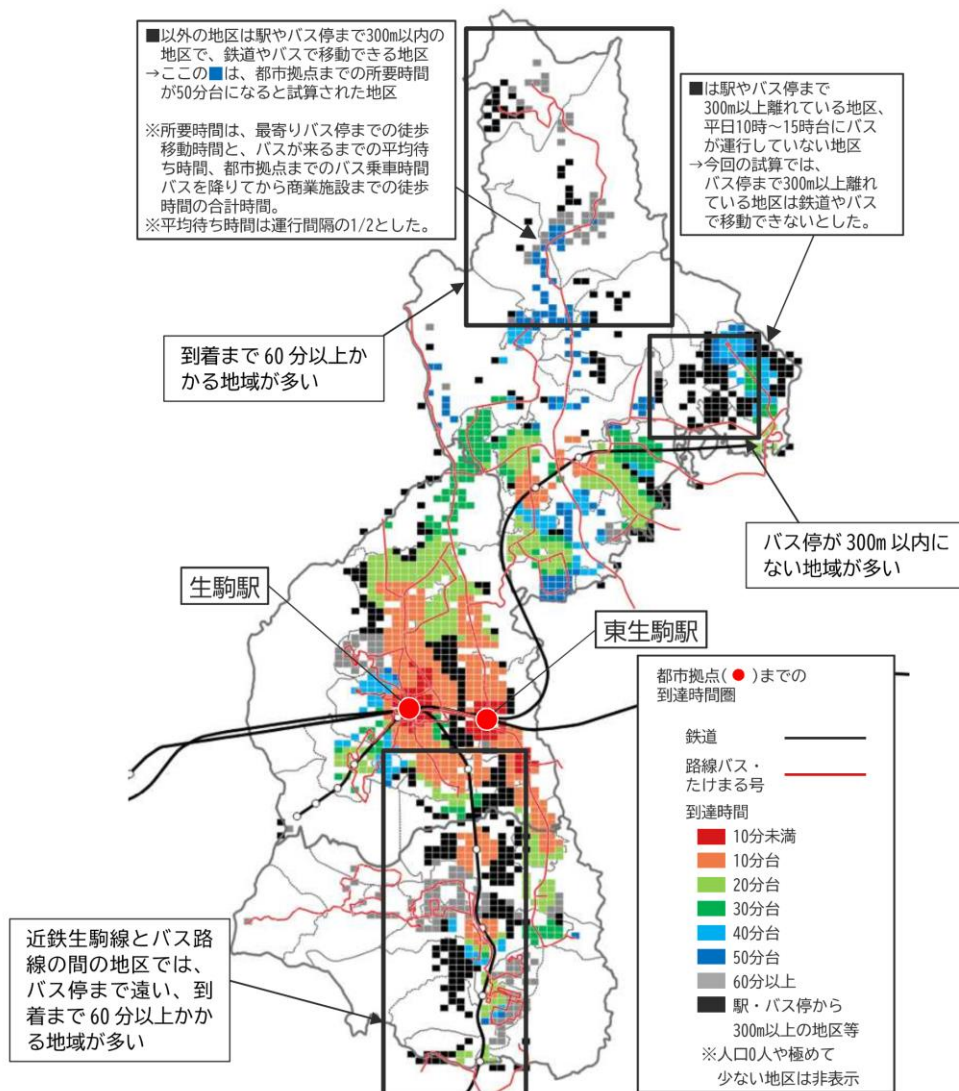 ■以外の地区は駅やバス停まで300m以内の
地区で、鉄道やバスで移動できる地区
→ここの■は、都市拠点までの所要時間
が50分台になると試算された地区
※所要時間は、最寄りバス停までの徒歩
移動時間と、バスが来るまでの平均待
ち時間、都市拠点までのバス乗車時間
バスを降りてから商業施設までの徒歩
時間の合計時間。
※平均待ち時間は運行間隔の1/2とした。
■は駅やバス停まで
300m以上離れている地区、
平日10時～15時台にバス
が運行していない地区
→今回の試算では、
バス停まで300m以上離れ
ている地区は鉄道やバス
で移動できないとした。
到着まで60分以上か
かる地域が多い
バス停が300m以内に
ない地域が多い
生駒駅
東生駒駅
近鉄生駒線とバス路
線の間の地区では、
バス停まで遠い、到
着まで60分以上かか
る地域が多い
都市拠点(●)までの
到達時間圏
鉄道
路線バス・
たけまる号
到達時間
10分未満
10分台
20分台
30分台
40分台
50分台
60分以上
駅・バス停から
300m以上の地区等
※人口0人や極めて
少ない地区は非表示